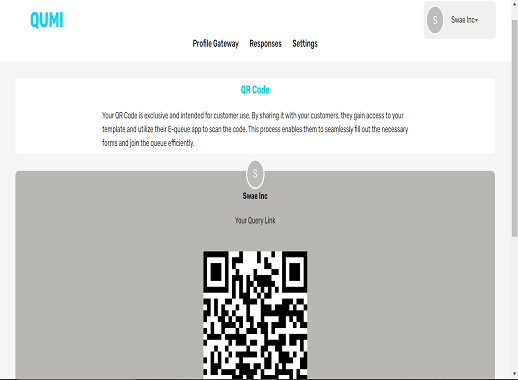 QUMI
S
Swae Inc▾
Profile Gateway Responses Settings
QR Code
Your QR Code is exclusive and intended for customer use. By sharing it with your customers, they gain access to your
template and utilize their E-queue app to scan the code. This process enables them to seamlessly fill out the necessary
forms and join the queue efficiently.
S
Swae Inc
Your Query Link